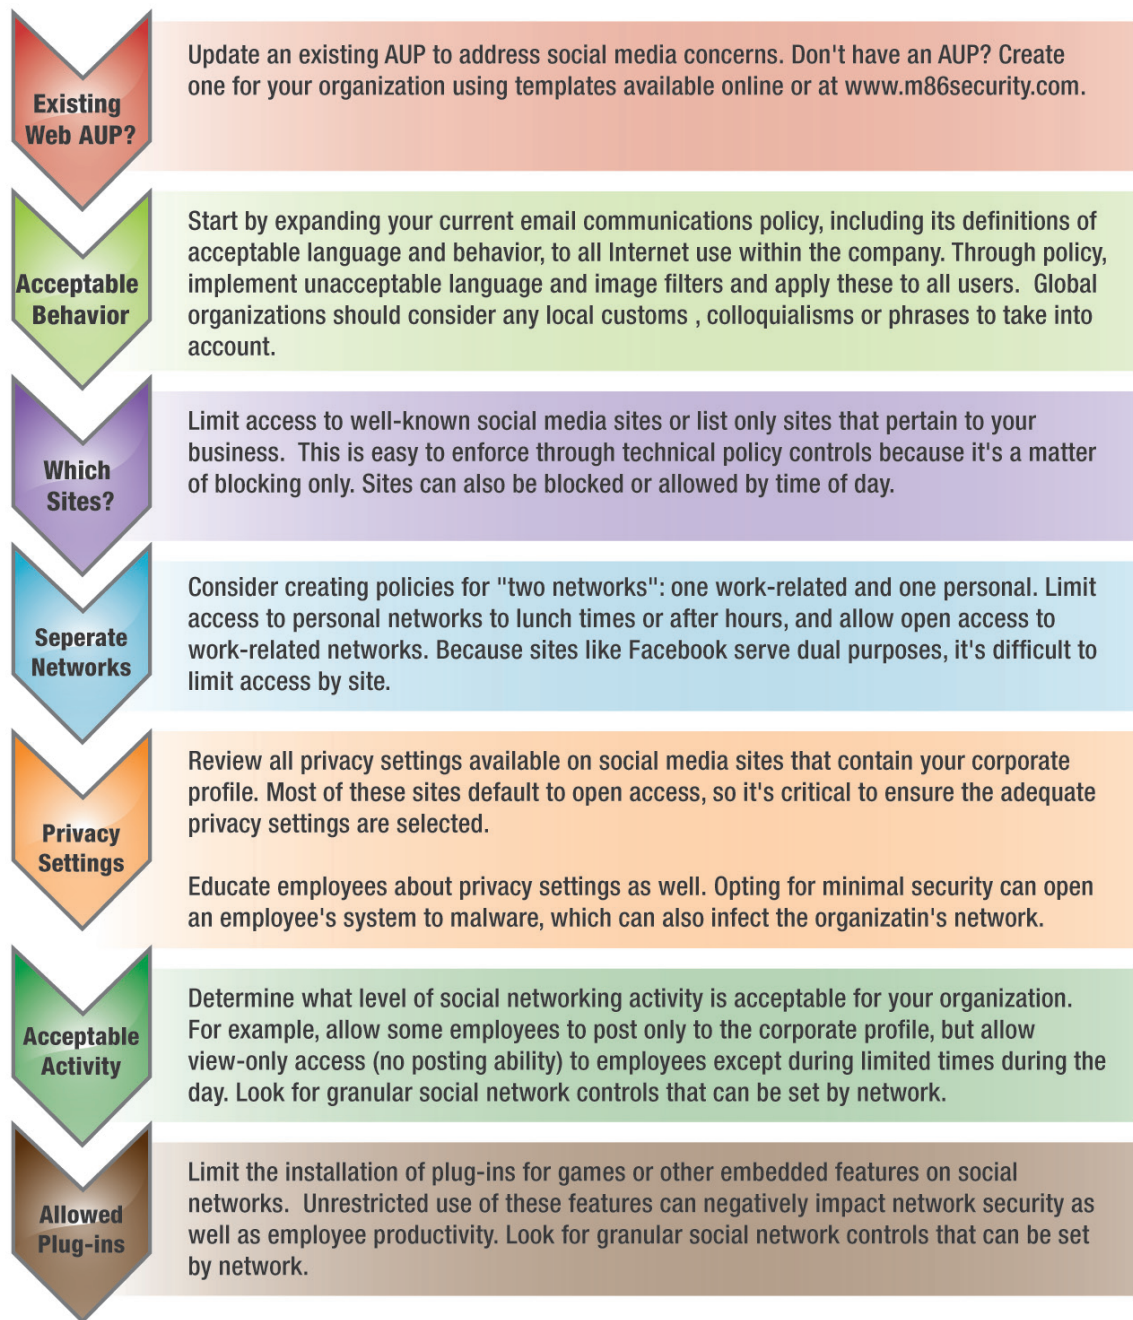 Existing
Web AUP?
Update an existing AUP to address social media concerns. Don't have an AUP? Create
one for your organization using templates available online or at www.m86security.com.
Acceptable
Behavior
Start by expanding your current email communications policy, including its definitions of
acceptable language and behavior, to all Internet use within the company. Through policy,
implement unacceptable language and image filters and apply these to all users.  Global
organizations should consider any local customs , colloquialisms or phrases to take into
account.
Which
Sites?
Limit access to well-known social media sites or list only sites that pertain to your
business.  This is easy to enforce through technical policy controls because it's a matter
of blocking only. Sites can also be blocked or allowed by time of day.
Seperate
Networks
Consider creating policies for "two networks": one work-related and one personal. Limit
access to personal networks to lunch times or after hours, and allow open access to
work-related networks. Because sites like Facebook serve dual purposes, it's difficult to
limit access by site.
Privacy
Settings
Review all privacy settings available on social media sites that contain your corporate
profile. Most of these sites default to open access, so it's critical to ensure the adequate
privacy settings are selected.
Educate employees about privacy settings as well. Opting for minimal security can open
an employee's system to malware, which can also infect the organizatin's network.
Acceptable
Activity
Determine what level of social networking activity is acceptable for your organization.
For example, allow some employees to post only to the corporate profile, but allow
view-only access (no posting ability) to employees except during limited times during the
day. Look for granular social network controls that can be set by network.
Allowed
Plug-ins
Limit the installation of plug-ins for games or other embedded features on social
networks.  Unrestricted use of these features can negatively impact network security as
well as employee productivity. Look for granular social network controls that can be set
by network.